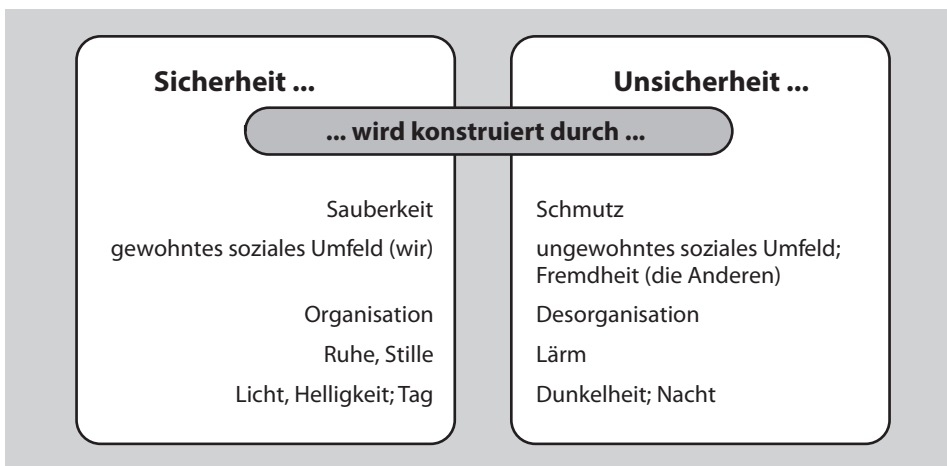 Sicherheit ...
Unsicherheit ...
... wird konstruiert durch ...
Sauberkeit
Schmutz
gewohntes soziales Umfeld (wir)
ungewohntes soziales Umfeld;
Fremdheit (die Anderen)
Organisation
Desorganisation
Ruhe, Stille
Lärm
Licht, Helligkeit; Tag
Dunkelheit; Nacht